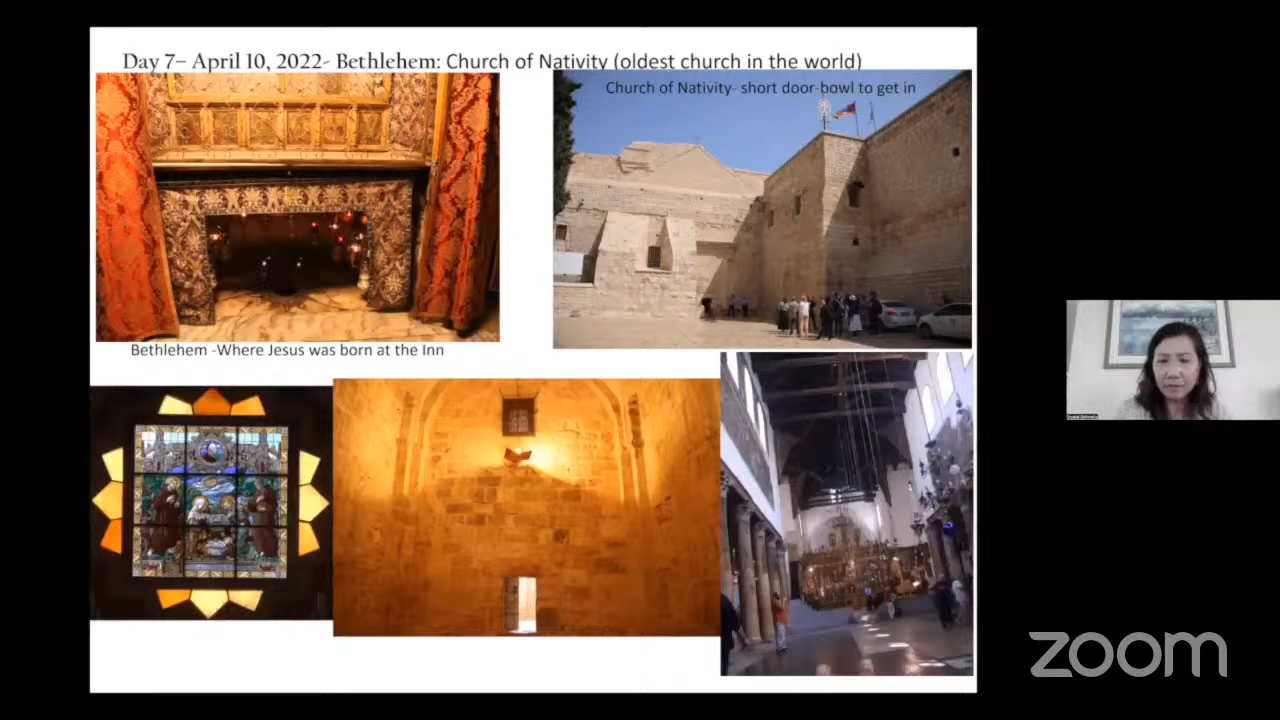 Day 7– April 10, 2022- Bethlehem: Church of Nativity (oldest church in the world)
Church of Nativity- short door-bowl to get in
Bethlehem -Where Jesus was born at the Inn
zoom